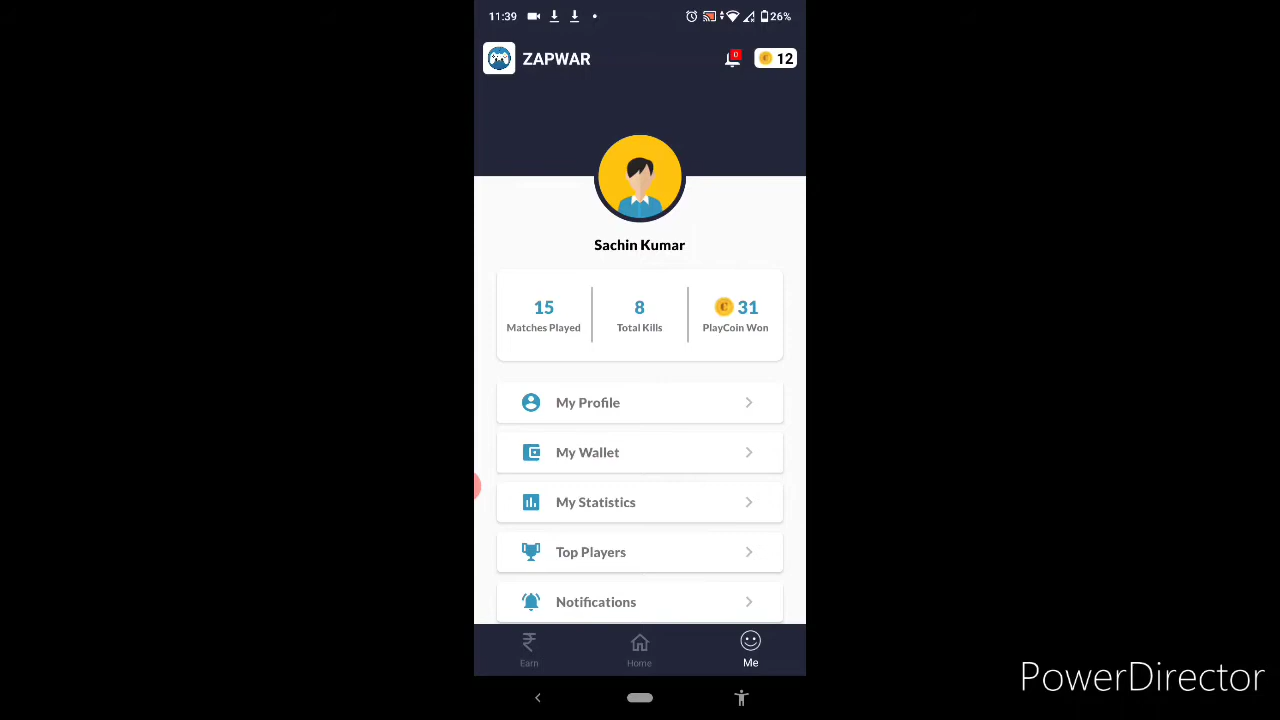 11:39
26%
ZAPWAR
0
12
Sachin Kumar
15
8
31
Matches Played
Total Kills
PlayCoin Won
My Profile
My Wallet
My Statistics
Top Players
Notifications
Earn
Home
Me
PowerDirector